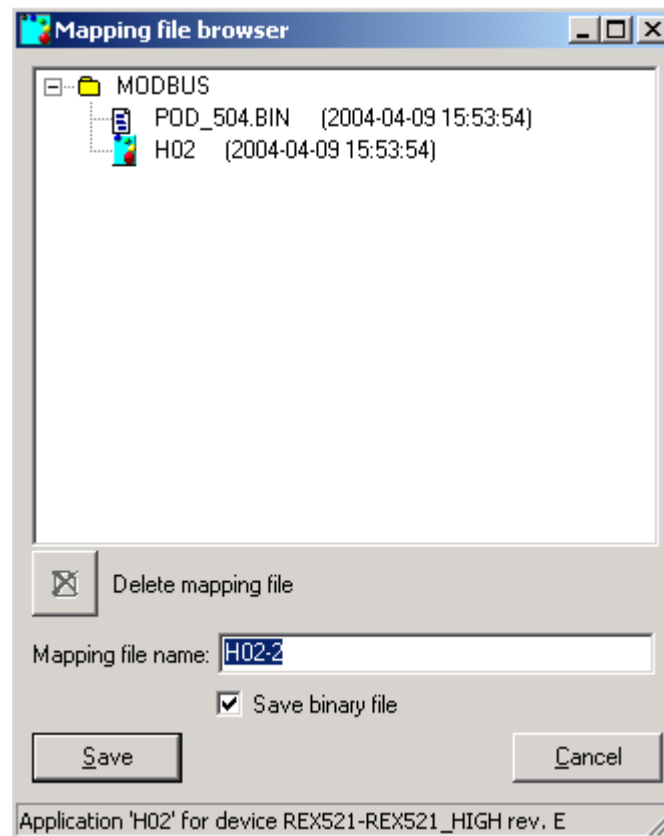 Mapping file browser
MODBUS
POD_504.BIN (2004-04-09 15:53:54)
H02 (2004-04-09 15:53:54)
Delete mapping file
Mapping file name: H02-2
Save binary file
Save Cancel
Application 'H02' for device REX521-REX521_HIGH rev. E